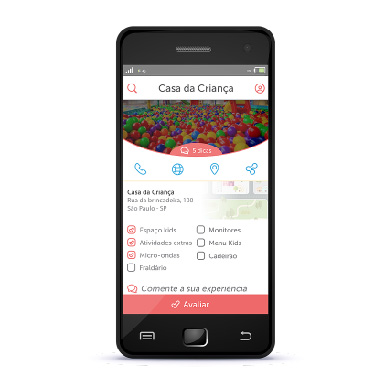 Casa da Criança
5 dicas
Casa da Criança
Rua da brincadeira, 130
São Paulo - SP
Espaço kids
Monitores
Atividades extras
Menu Kids
Micro-ondas
Cadeirão
Fraldário
Comente a sua experiência
Avaliar